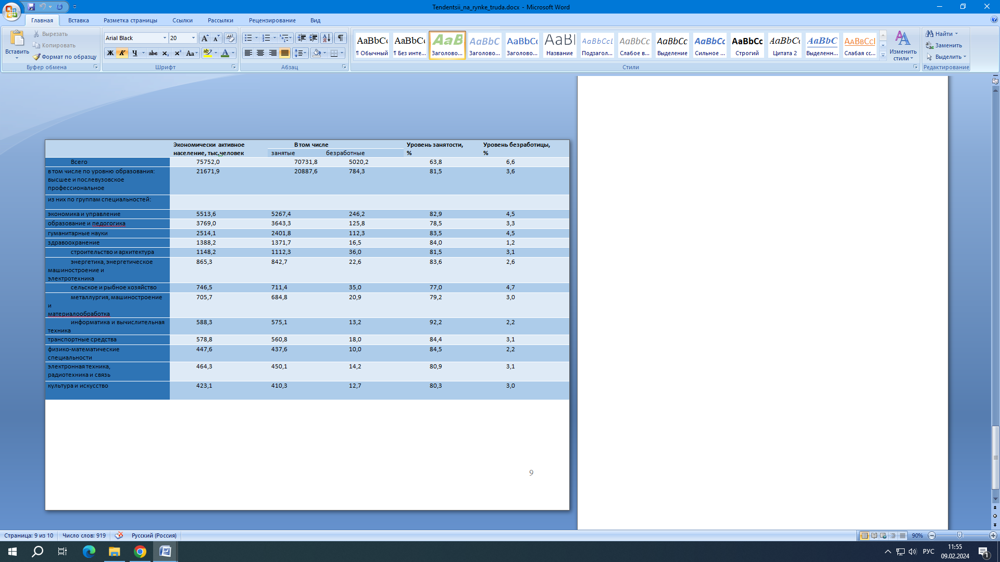 Tendentsii_na_rynke_truda.docx - Microsoft Word
Главная Вставка Разметка страницы Ссылки Рассылки Рецензирование Вид
Вставить
Вырезать
Копировать
Формат по образцу
Буфер обмена
Arial Black 20
Ж К Ч abc x₂ x² Aa ab A
Шрифт
Абзац
AaBbCc AaBbCc AaB AaBbC AaBbCc AaBl AaBbCcL AaBbCc AaBbCc AaBbCc AaBbCc AaBbCc AaBbC AaBbCcI
¶ Обычный ¶ Без инте... Заголово... Заголово... Заголово... Название Подзагол... Слабое в... Выделение Сильное ... Строгий Цитата 2 Выделенн... Слабая сс...
Стили
Изменить
стили
Найти
Заменить
Выделить
Редактирование
Экономически активное В том числе Уровень занятости, Уровень безработицы,
население, тыс.человек занятые безработные % %
Всего 75752,0 70731,8 5020,2 63,8 6,6
в том числе по уровню образования: 21671,9 20887,6 784,3 81,5 3,6
высшее и послевузовское
профессиональное
из них по группам специальностей:
экономика и управление 5513,6 5267,4 246,2 82,9 4,5
образование и педогогика 3769,0 3643,3 125,8 78,5 3,3
гуманитарные науки 2514,1 2401,8 112,3 83,5 4,5
здравоохранение 1388,2 1371,7 16,5 84,0 1,2
строительство и архитектура 1148,2 1112,3 36,0 81,5 3,1
энергетика, энергетическое 865,3 842,7 22,6 83,6 2,6
машиностроение и
электротехника
сельское и рыбное хозяйство 746,5 711,4 35,0 77,0 4,7
металлургия, машиностроение 705,7 684,8 20,9 79,2 3,0
и
материалообработка
информатика и вычислительная 588,3 575,1 13,2 92,2 2,2
техника
транспортные средства 578,8 560,8 18,0 84,4 3,1
физико-математические 447,6 437,6 10,0 84,5 2,2
специальности
электронная техника, 464,3 450,1 14,2 80,9 3,1
радиотехника и связь
культура и искусство 423,1 410,3 12,7 80,3 3,0
9
Страница: 9 из 10 Число слов: 919 Русский (Россия) 90%
РУС 11:55
09.02.2024
1